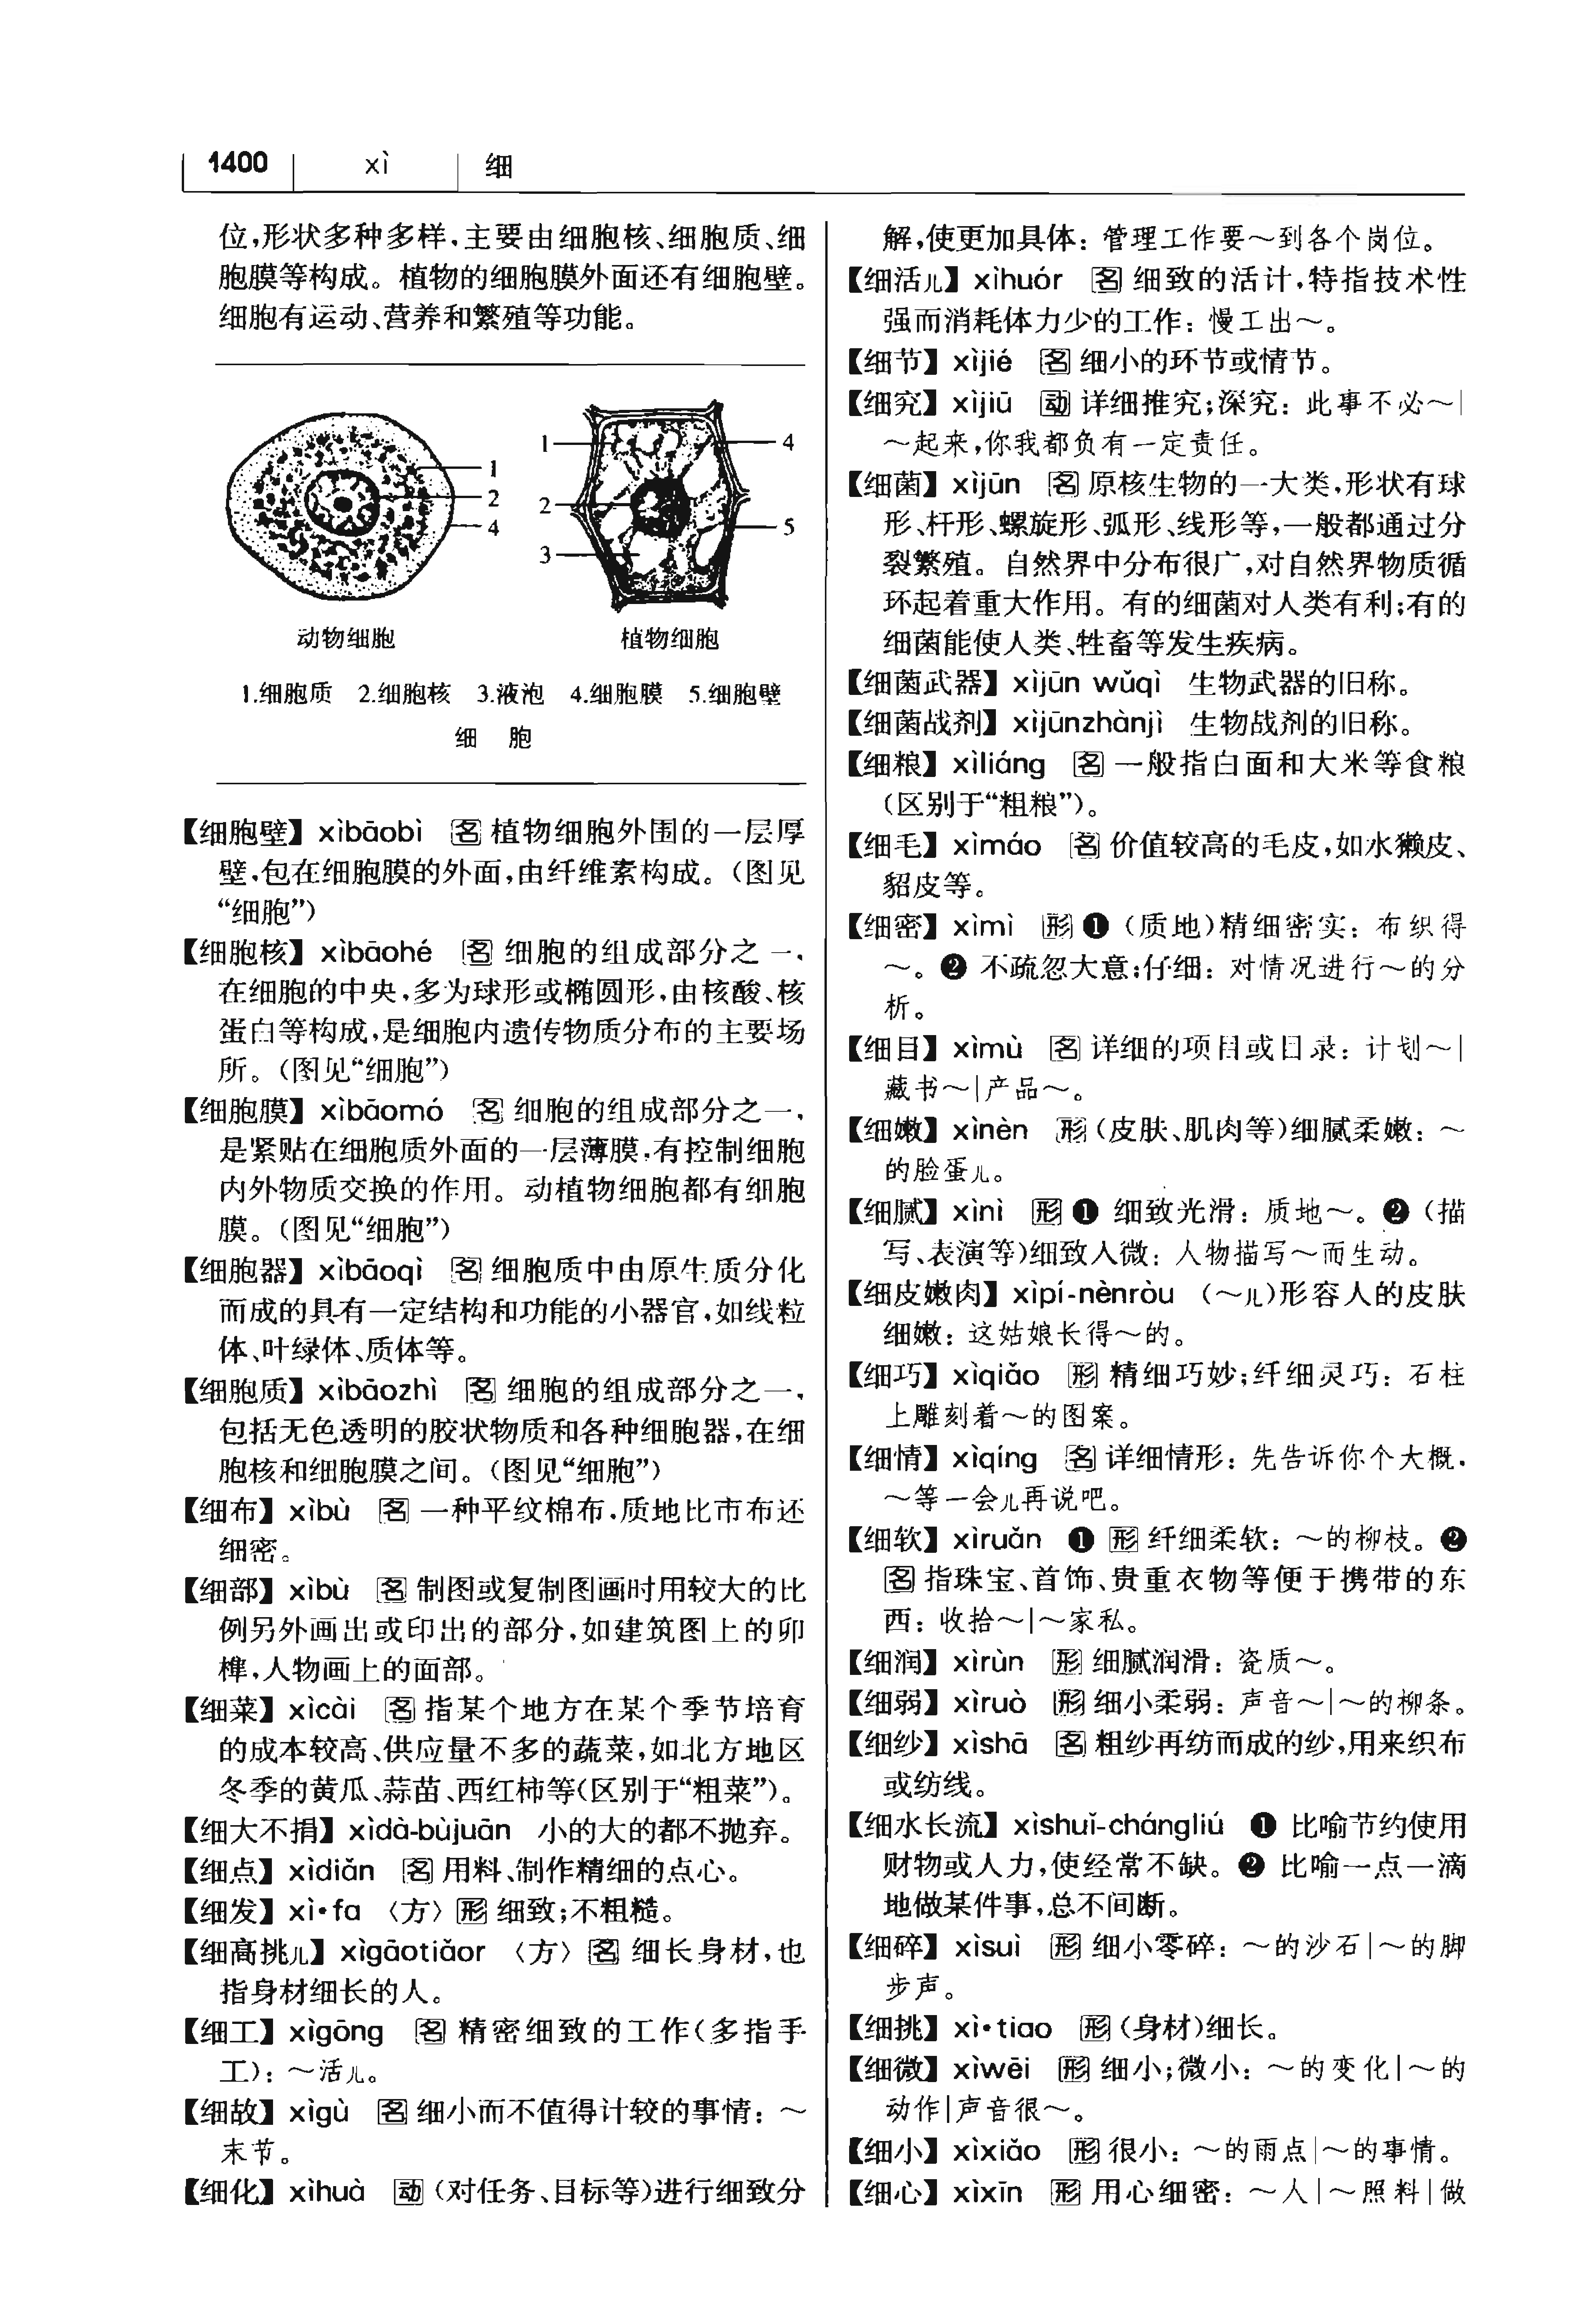 1400 xì 细
位,形状多种多样,主要由细胞核、细胞质、细
胞膜等构成。植物的细胞膜外面还有细胞壁。
细胞有运动、营养和繁殖等功能。
1
2
4
1
2
3
4
5
动物细胞 植物细胞
1.细胞质 2.细胞核 3.液泡 4.细胞膜 5.细胞壁
细 胞
【细胞壁】xìbāobì 名 植物细胞外围的一层厚
壁,包在细胞膜的外面,由纤维素构成。(图见
“细胞”)
【细胞核】xìbāohé 名 细胞的组成部分之一,
在细胞的中央,多为球形或椭圆形,由核酸、核
蛋白等构成,是细胞内遗传物质分布的主要场
所。(图见“细胞”)
【细胞膜】xìbāomó 名 细胞的组成部分之一,
是紧贴在细胞质外面的一层薄膜,有控制细胞
内外物质交换的作用。动植物细胞都有细胞
膜。(图见“细胞”)
【细胞器】xìbāoqì 名 细胞质中由原生质分化
而成的具有一定结构和功能的小器官,如线粒
体、叶绿体、质体等。
【细胞质】xìbāozhì 名 细胞的组成部分之一,
包括无色透明的胶状物质和各种细胞器,在细
胞核和细胞膜之间。(图见“细胞”)
【细布】xìbù 名 一种平纹棉布,质地比市布还
细密。
【细部】xìbù 名 制图或复制图画时用较大的比
例另外画出或印出的部分,如建筑图上的卯
榫,人物画上的面部。
【细菜】xìcài 名 指某个地方在某个季节培育
的成本较高、供应量不多的蔬菜,如北方地区
冬季的黄瓜、蒜苗、西红柿等(区别于“粗菜”)。
【细大不捐】xìdà-bùjuān 小的大的都不抛弃。
【细点】xìdiǎn 名 用料、制作精细的点心。
【细发】xì•fa 〈方〉形 细致;不粗糙。
【细高挑儿】xìgāotiǎor 〈方〉名 细长身材,也
指身材细长的人。
【细工】xìgōng 名 精密细致的工作(多指手
工):~活儿。
【细故】xìgù 名 细小而不值得计较的事情:~
末节。
【细化】xìhuà 动 (对任务、目标等)进行细致分
解,使更加具体:管理工作要~到各个岗位。
【细活儿】xìhuór 名 细致的活计,特指技术性
强而消耗体力少的工作:慢工出~。
【细节】xìjié 名 细小的环节或情节。
【细究】xìjiū 动 详细推究;深究:此事不必~|
~起来,你我都负有一定责任。
【细菌】xìjūn 名 原核生物的一大类,形状有球
形、杆形、螺旋形、弧形、线形等,一般都通过分
裂繁殖。自然界中分布很广,对自然界物质循
环起着重大作用。有的细菌对人类有利;有的
细菌能使人类、牲畜等发生疾病。
【细菌武器】xìjūn wǔqì 生物武器的旧称。
【细菌战剂】xìjūnzhànjì 生物战剂的旧称。
【细粮】xìliáng 名 一般指白面和大米等食粮
(区别于“粗粮”)。
【细毛】xìmáo 名 价值较高的毛皮,如水獭皮、
貂皮等。
【细密】xìmì 形 ❶(质地)精细密实:布织得
~。❷ 不疏忽大意;仔细:对情况进行~的分
析。
【细目】xìmù 名 详细的项目或目录:计划~|
藏书~|产品~。
【细嫩】xìnèn 形 (皮肤、肌肉等)细腻柔嫩:~
的脸蛋儿。
【细腻】xìnì 形 ❶ 细致光滑:质地~。❷(描
写、表演等)细致入微:人物描写~而生动。
【细皮嫩肉】xìpí-nènròu (~儿)形容人的皮肤
细嫩:这姑娘长得~的。
【细巧】xìqiǎo 形 精细巧妙;纤细灵巧:石柱
上雕刻着~的图案。
【细情】xìqíng 名 详细情形:先告诉你个大概,
~等一会儿再说吧。
【细软】xìruǎn ❶ 形 纤细柔软:~的柳枝。❷
名 指珠宝、首饰、贵重衣物等便于携带的东
西:收拾~|~家私。
【细润】xìrùn 形 细腻润滑:瓷质~。
【细弱】xìruò 形 细小柔弱:声音~|~的柳条。
【细纱】xìshā 名 粗纱再纺而成的纱,用来织布
或纺线。
【细水长流】xìshuǐ-chángliú ❶ 比喻节约使用
财物或人力,使经常不缺。❷ 比喻一点一滴
地做某件事,总不间断。
【细碎】xìsuì 形 细小零碎:~的沙石|~的脚
步声。
【细挑】xì•tiao 形 (身材)细长。
【细微】xìwēi 形 细小;微小:~的变化|~的
动作|声音很~。
【细小】xìxiǎo 形 很小:~的雨点|~的事情。
【细心】xìxīn 形 用心细密:~人|~照料|做